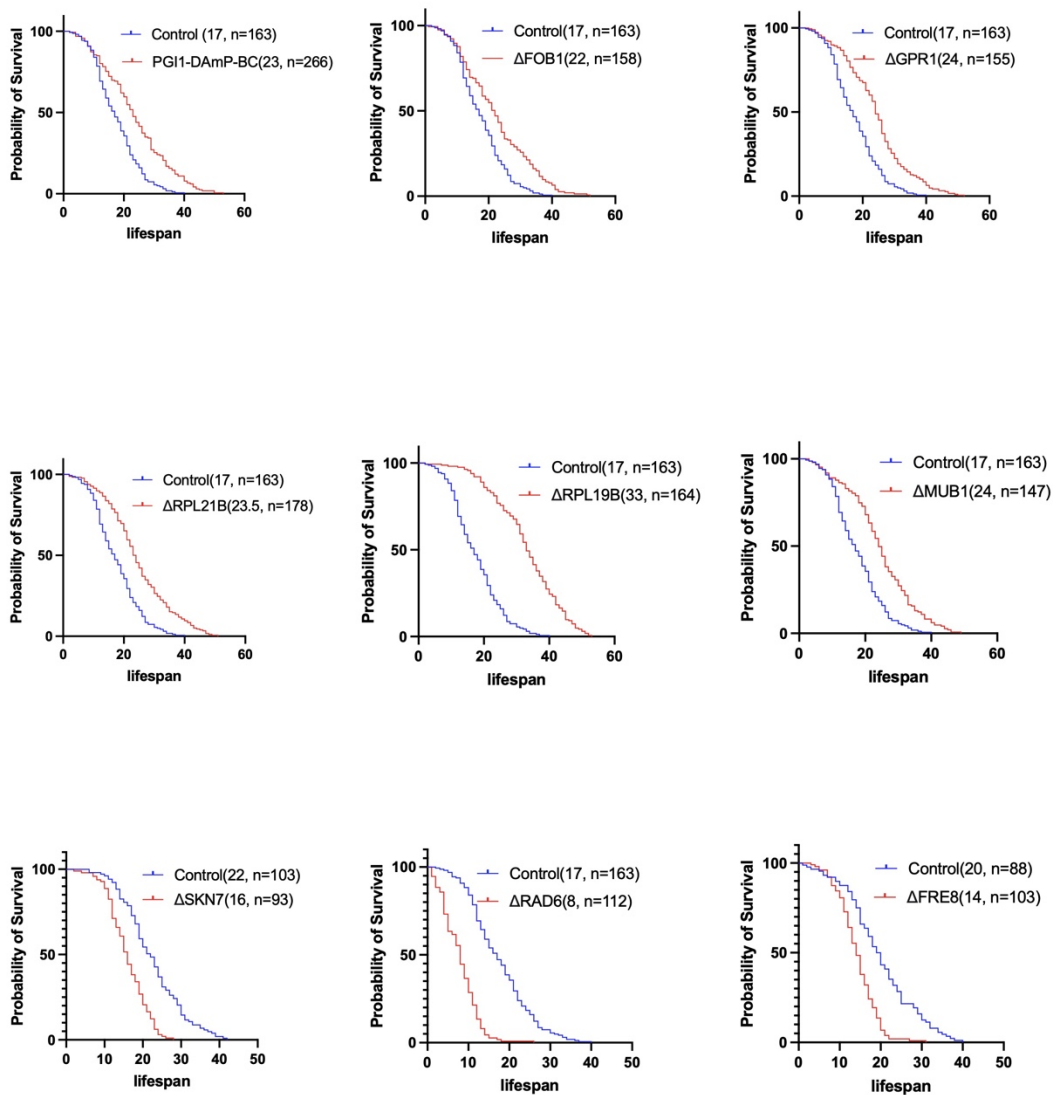 Probability of Survival
100
50
0
0 20 40 60
lifespan
Control (17, n=163)
PGI1-DAmP-BC(23, n=266)
Probability of Survival
100
50
0
0 20 40 60
lifespan
Control(17, n=163)
ΔFOB1(22, n=158)
Probability of Survival
100
50
0
0 20 40 60
lifespan
Control(17, n=163)
ΔGPR1(24, n=155)
Probability of Survival
100
50
0
0 20 40 60
lifespan
Control(17, n=163)
ΔRPL21B(23.5, n=178)
Probability of Survival
100
50
0
0 20 40 60
lifespan
Control(17, n=163)
ΔRPL19B(33, n=164)
Probability of Survival
100
50
0
0 20 40 60
lifespan
Control(17, n=163)
ΔMUB1(24, n=147)
Probability of Survival
100
50
0
0 10 20 30 40 50
lifespan
Control(22, n=103)
ΔSKN7(16, n=93)
Probability of Survival
100
50
0
0 10 20 30 40 50
lifespan
Control(17, n=163)
ΔRAD6(8, n=112)
Probability of Survival
100
50
0
0 10 20 30 40 50
lifespan
Control(20, n=88)
ΔFRE8(14, n=103)